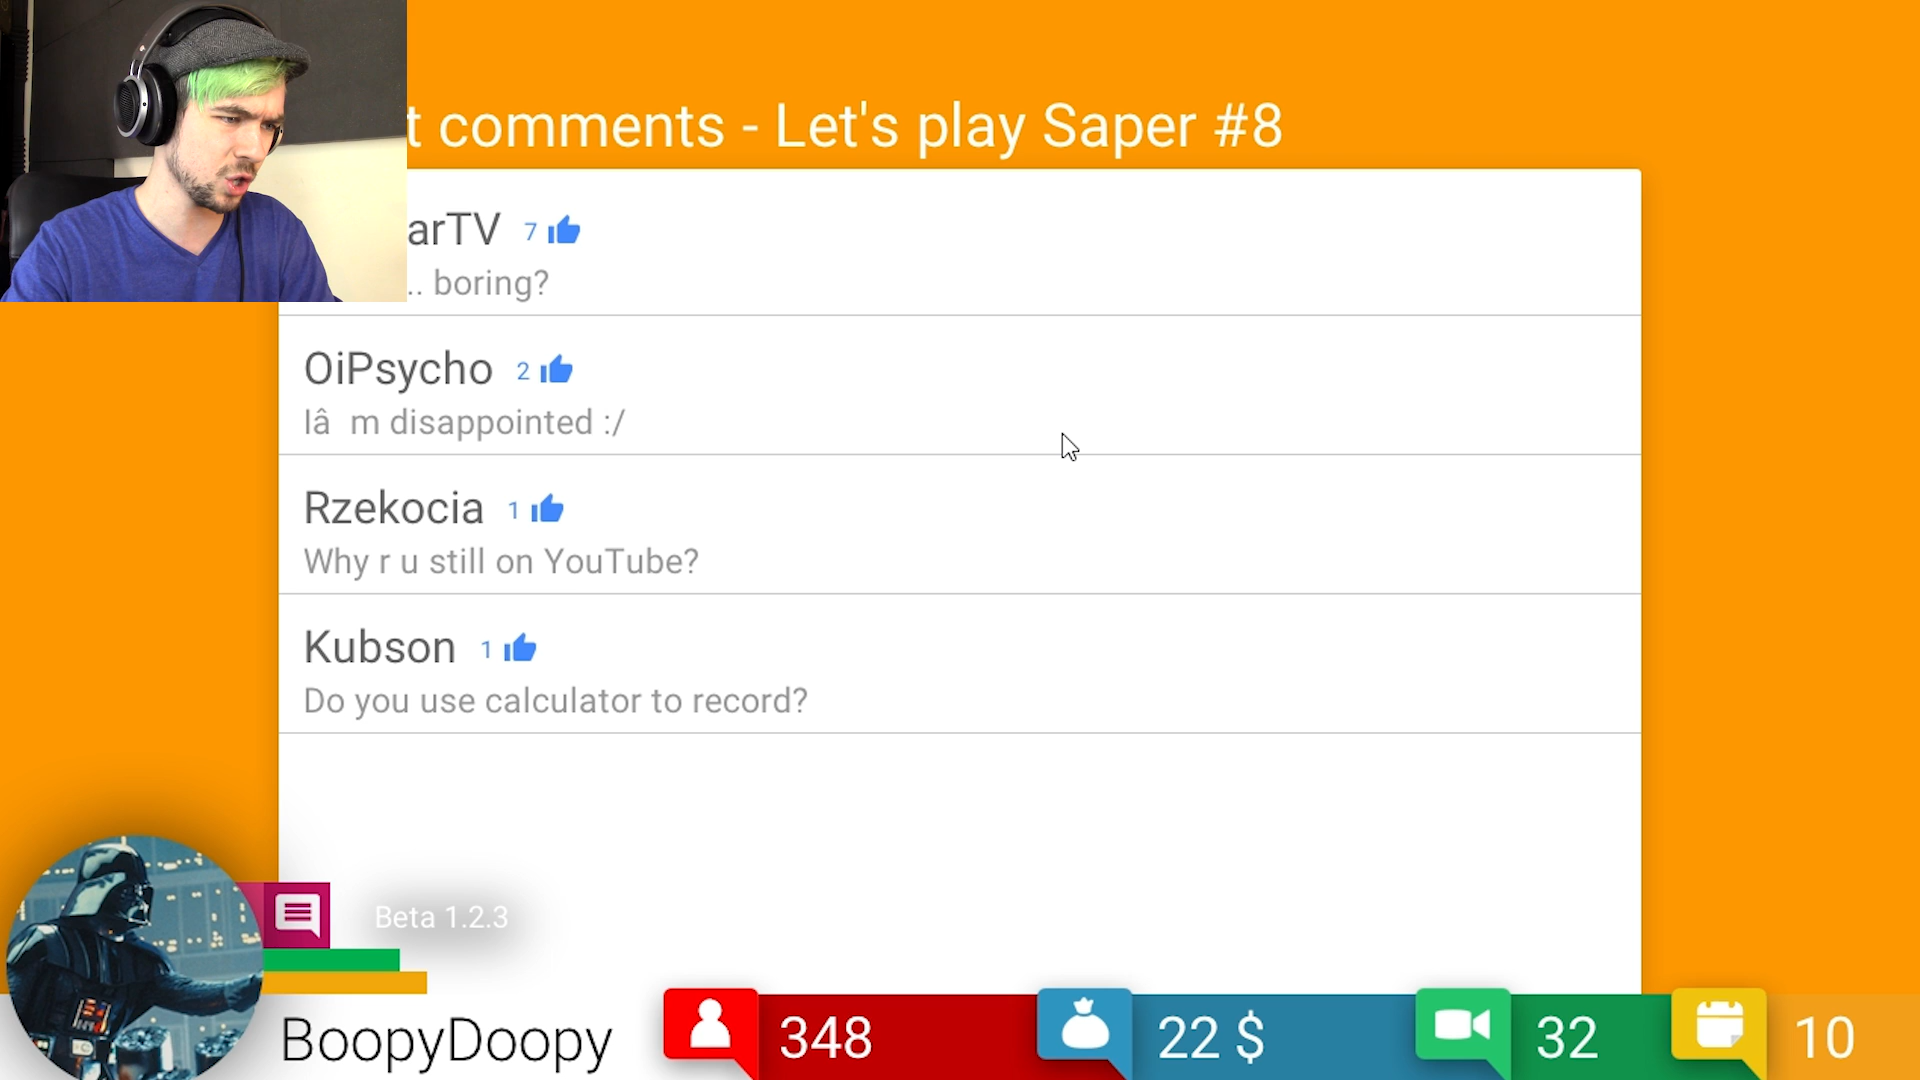 t comments - Let's play Saper #8
arTV 7
.. boring?
OiPsycho 2
Iâ m disappointed :/
Rzekocia 1
Why r u still on YouTube?
Kubson 1
Do you use calculator to record?
Beta 1.2.3
BoopyDoopy
348
22 $
32
10